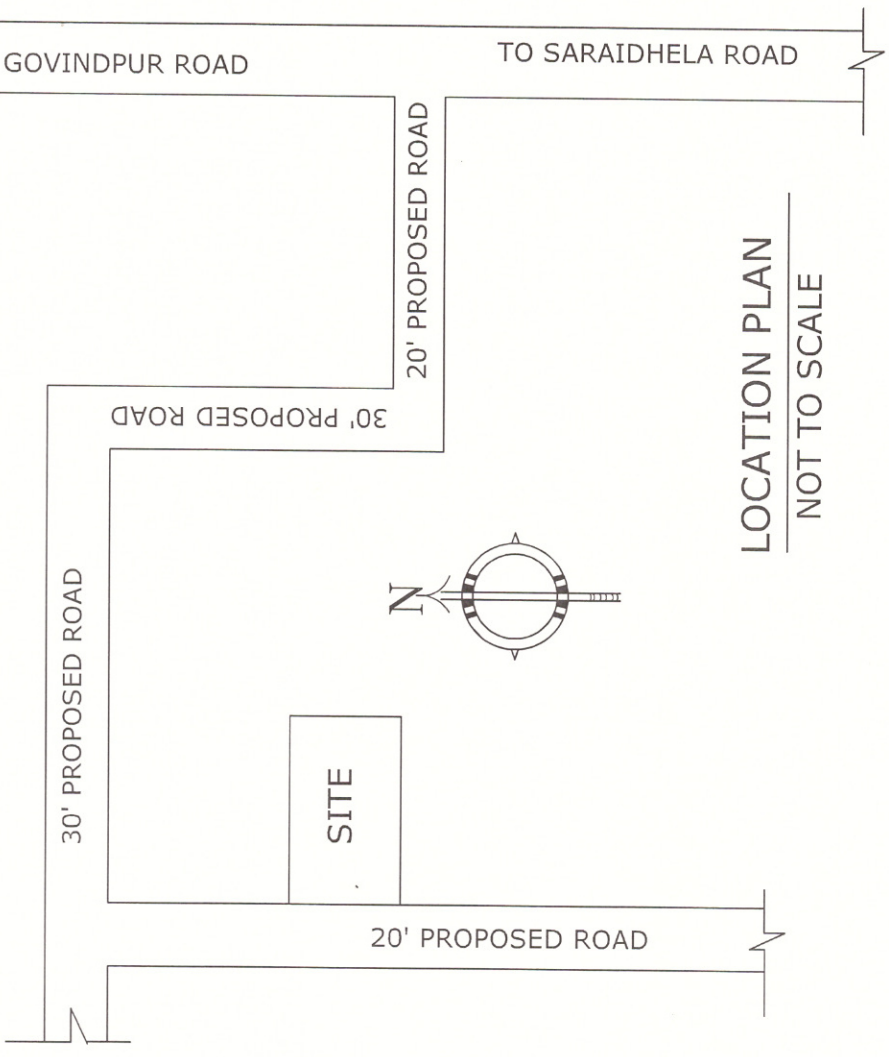 GOVINDPUR ROAD
TO SARAIDHELA ROAD
20' PROPOSED ROAD
30' PROPOSED ROAD
30' PROPOSED ROAD
N
SITE
20' PROPOSED ROAD
LOCATION PLAN
NOT TO SCALE